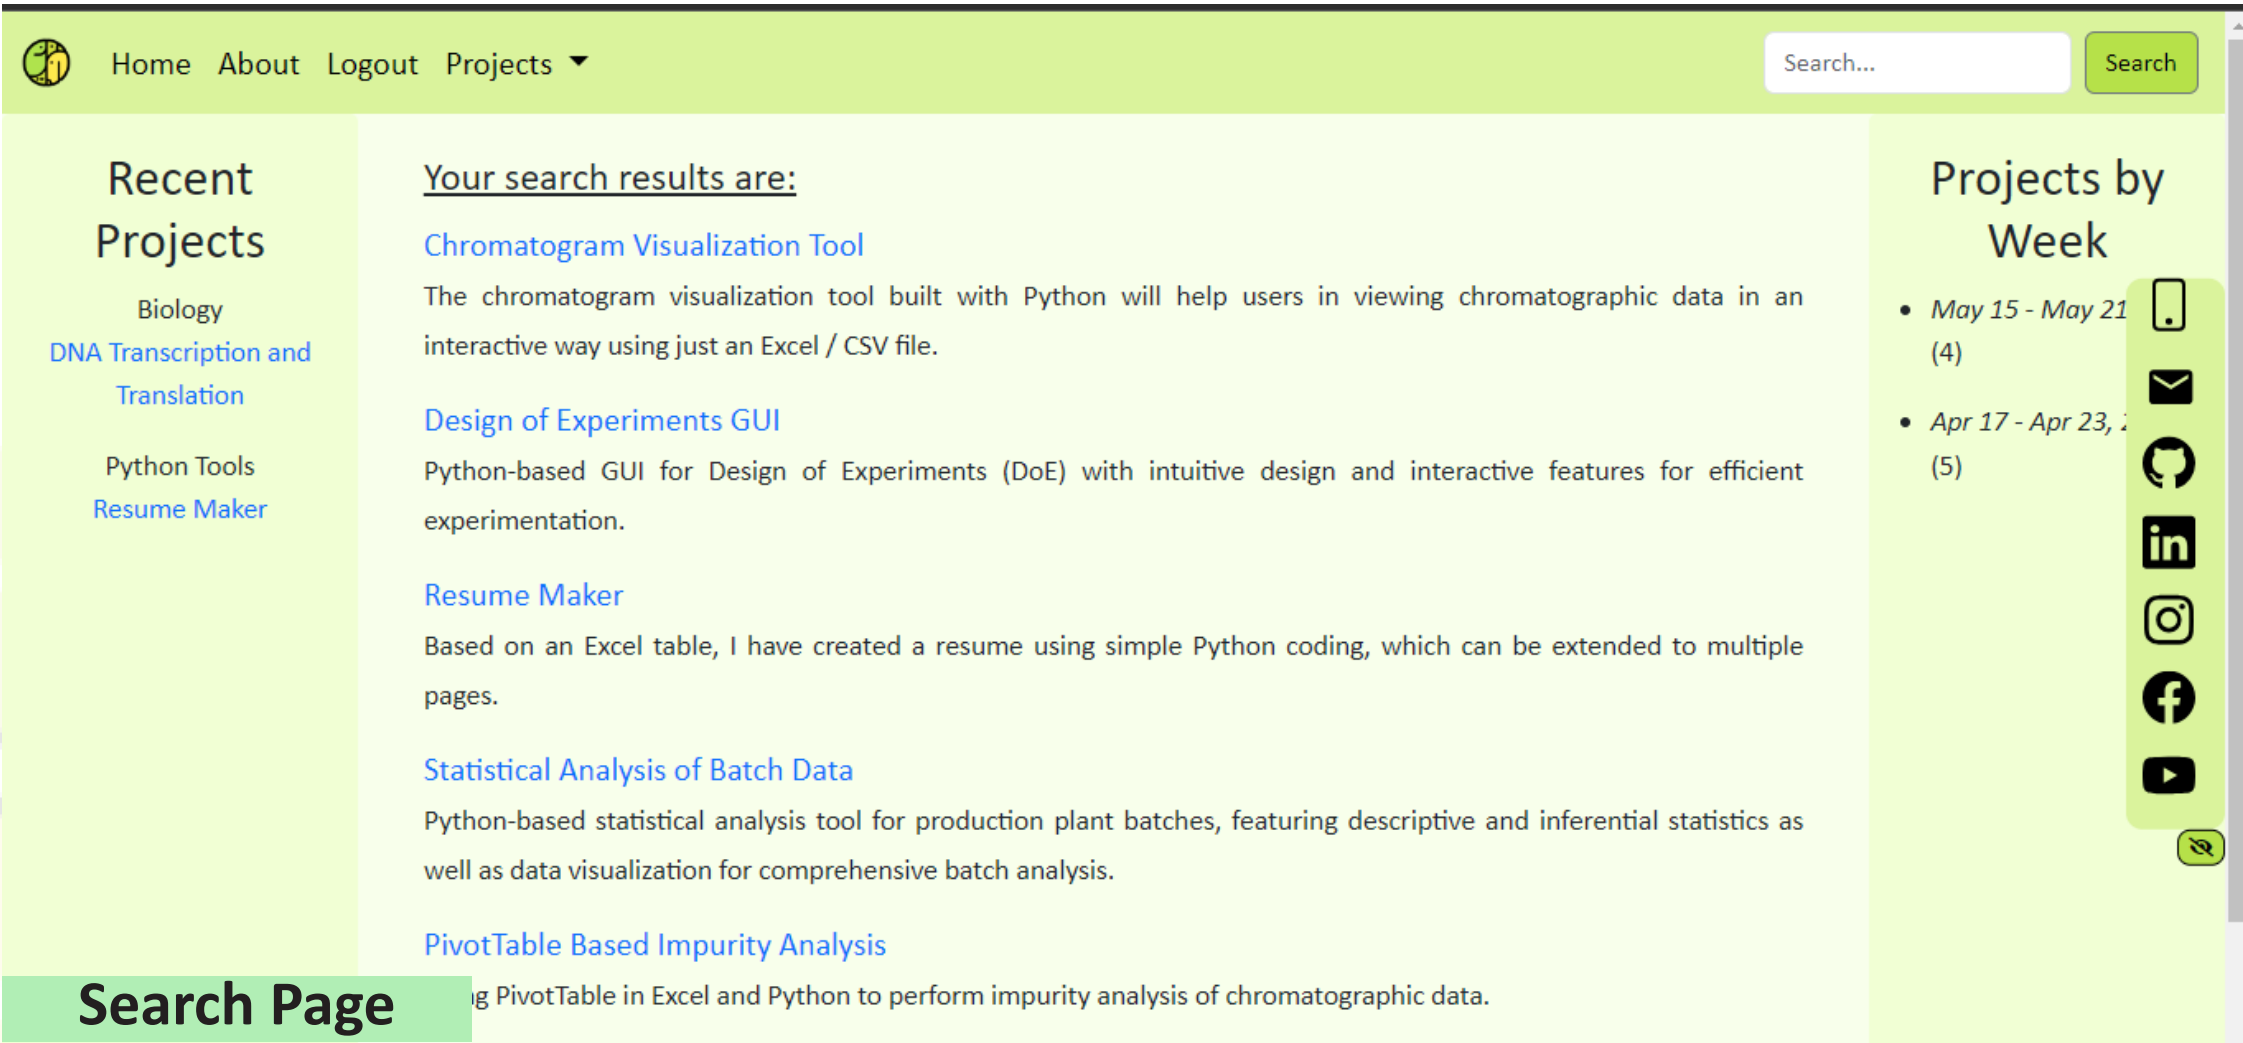 Home About Logout Projects
Search...
Search
Recent
Projects
Biology
DNA Transcription and
Translation
Python Tools
Resume Maker
Your search results are:
Chromatogram Visualization Tool
The chromatogram visualization tool built with Python will help users in viewing chromatographic data in an
interactive way using just an Excel / CSV file.
Design of Experiments GUI
Python-based GUI for Design of Experiments (DoE) with intuitive design and interactive features for efficient
experimentation.
Resume Maker
Based on an Excel table, I have created a resume using simple Python coding, which can be extended to multiple
pages.
Statistical Analysis of Batch Data
Python-based statistical analysis tool for production plant batches, featuring descriptive and inferential statistics as
well as data visualization for comprehensive batch analysis.
PivotTable Based Impurity Analysis
PivotTable in Excel and Python to perform impurity analysis of chromatographic data.
Projects by
Week
May 15 - May 21
(4)
Apr 17 - Apr 23,
(5)
in
Search Page